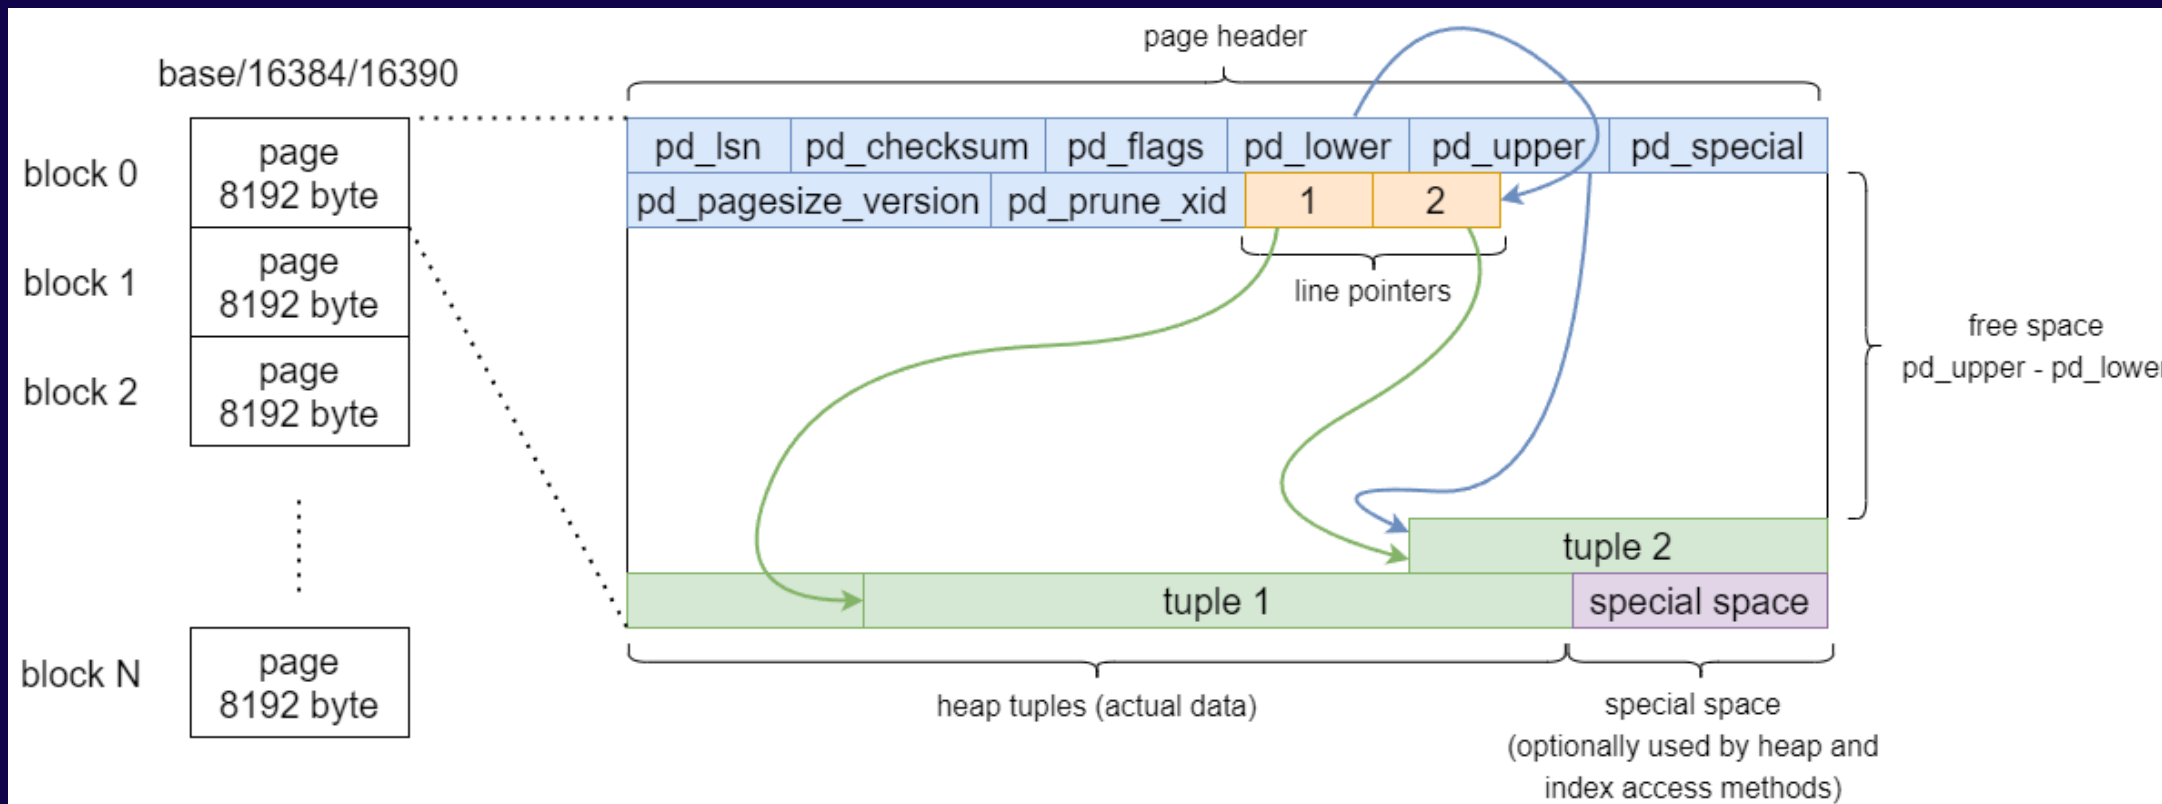 page header
base/16384/16390
block 0
page
8192 byte
block 1
page
8192 byte
block 2
page
8192 byte
block N
page
8192 byte
pd_lsn
pd_checksum
pd_flags
pd_lower
pd_upper
pd_special
pd_pagesize_version
pd_prune_xid
1
2
line pointers
free space
pd_upper - pd_lower
tuple 2
tuple 1
special space
heap tuples (actual data)
special space
(optionally used by heap and
index access methods)